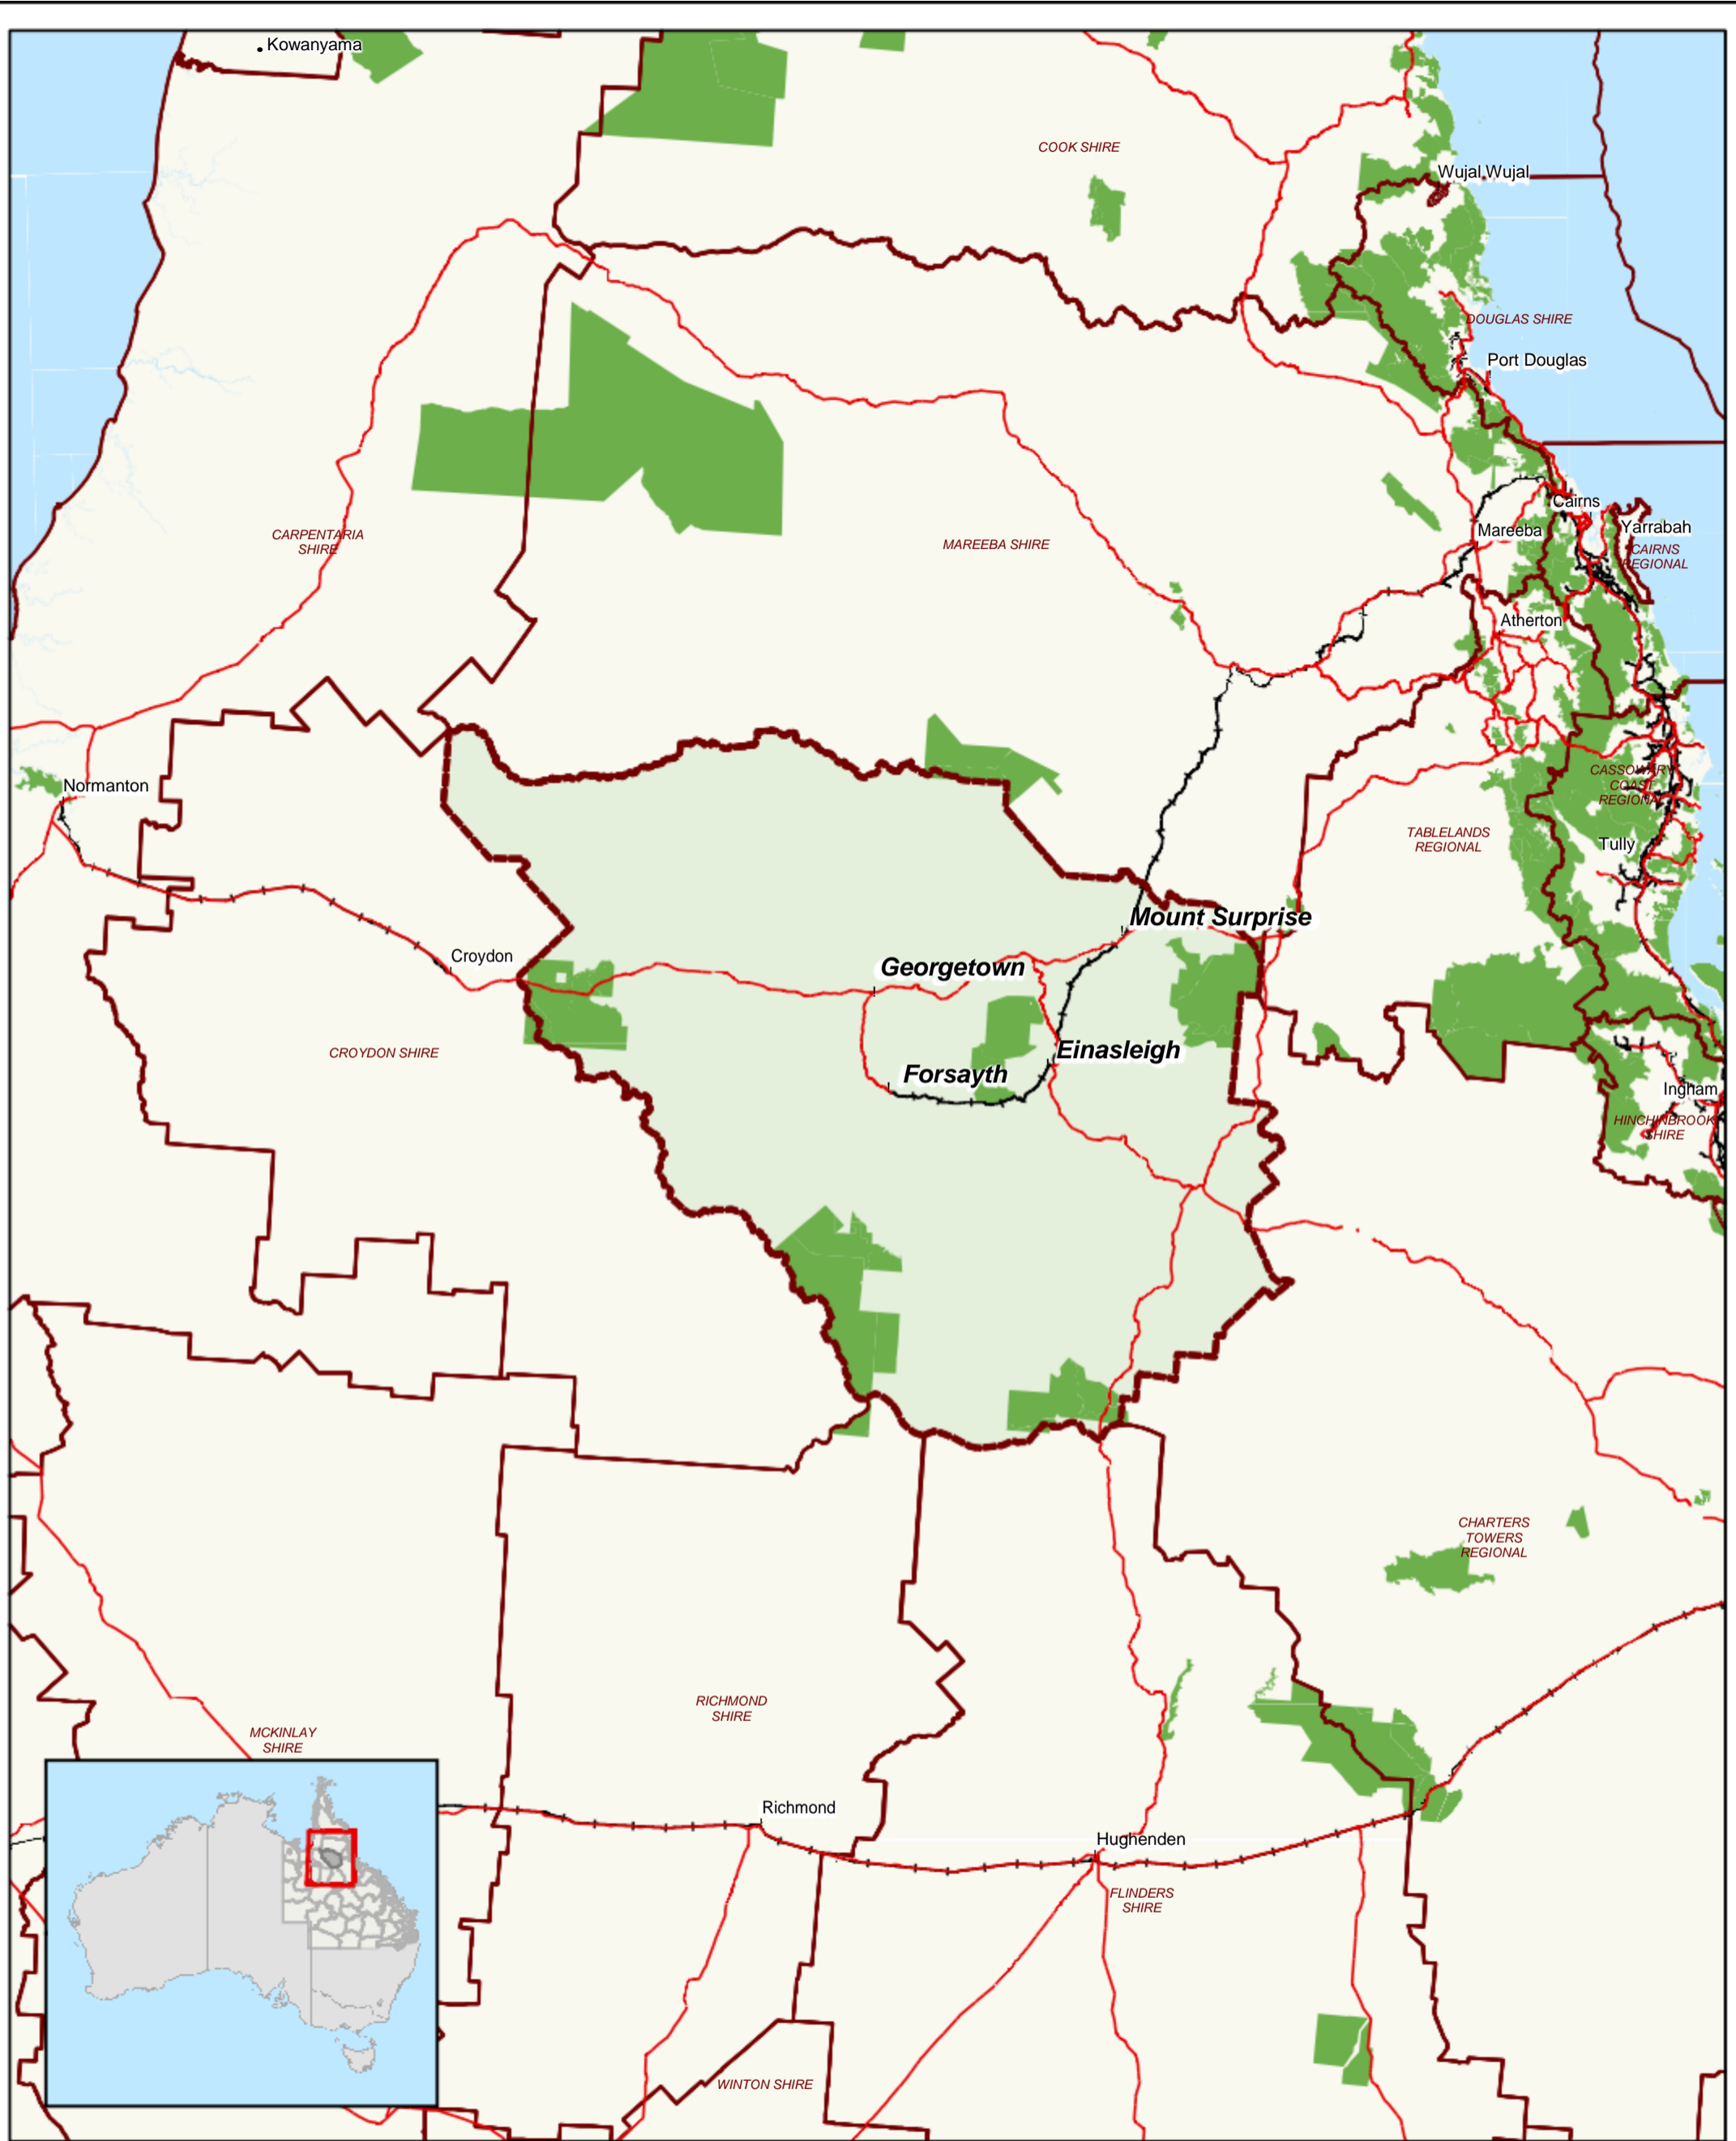 Kowanyama
COOK SHIRE
Wujal Wujal
DOUGLAS SHIRE
Port Douglas
Cairns
Yarrabah
Mareeba
CAIRNS
REGIONAL
CARPENTARIA
SHIRE
MAREEBA SHIRE
Atherton
Normanton
CASSOWARY
COAST
REGIONAL
TABLELANDS
REGIONAL
Tully
Mount Surprise
Croydon
Georgetown
CROYDON SHIRE
Einasleigh
Forsayth
Ingham
HINCHINBROOK
SHIRE
CHARTERS
TOWERS
REGIONAL
RICHMOND
SHIRE
MCKINLAY
SHIRE
Richmond
Hughenden
FLINDERS
SHIRE
WINTON SHIRE